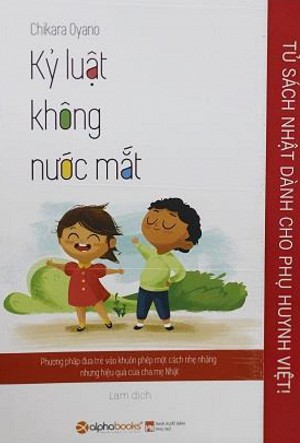 Chikara Oyano
Kỷ luật
không
nước mắt
TỦ SÁCH NHẬT DÀNH CHO PHỤ HUYNH VIỆT!
Phương pháp đưa trẻ vào khuôn phép một cách nhẹ nhàng
nhưng hiệu quả của cha mẹ Nhật
Lam dịch
alphabooks